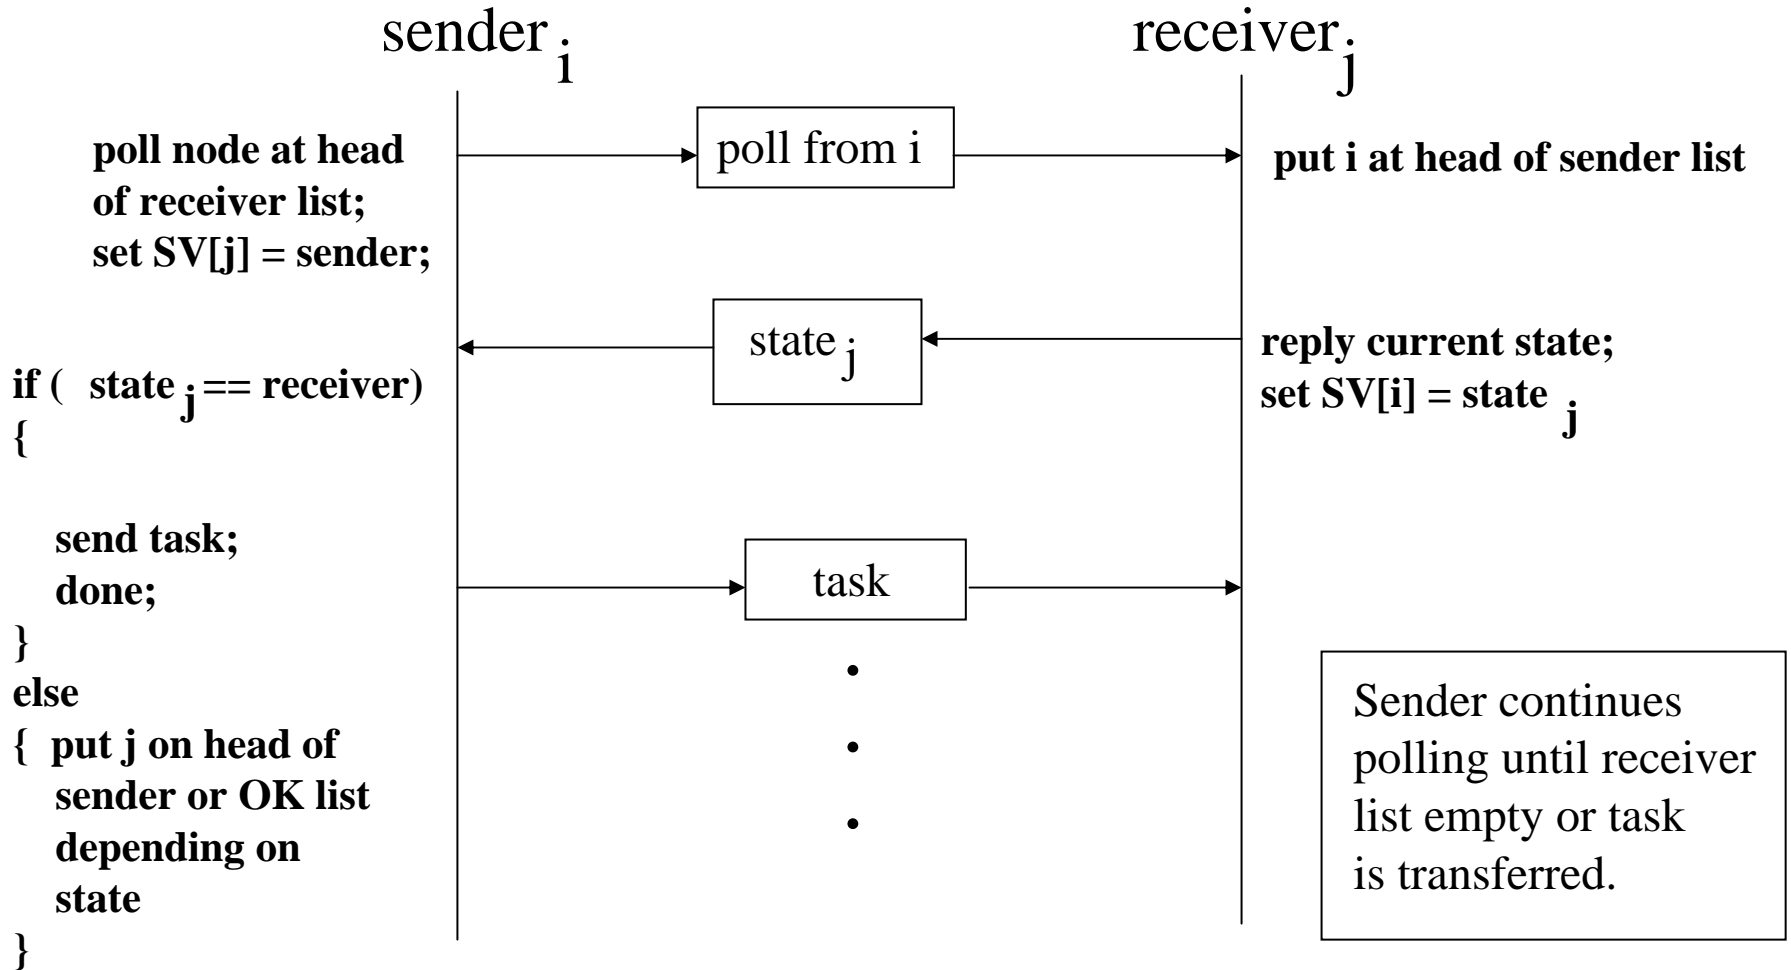 sender i
receiver j
poll node at head
of receiver list;
set SV[j] = sender;
poll from i
put i at head of sender list
state j
reply current state;
set SV[i] = state j
if ( state j == receiver)
{
send task;
done;
}
else
{ put j on head of
sender or OK list
depending on
state
}
task
.
.
.
Sender continues
polling until receiver
list empty or task
is transferred.